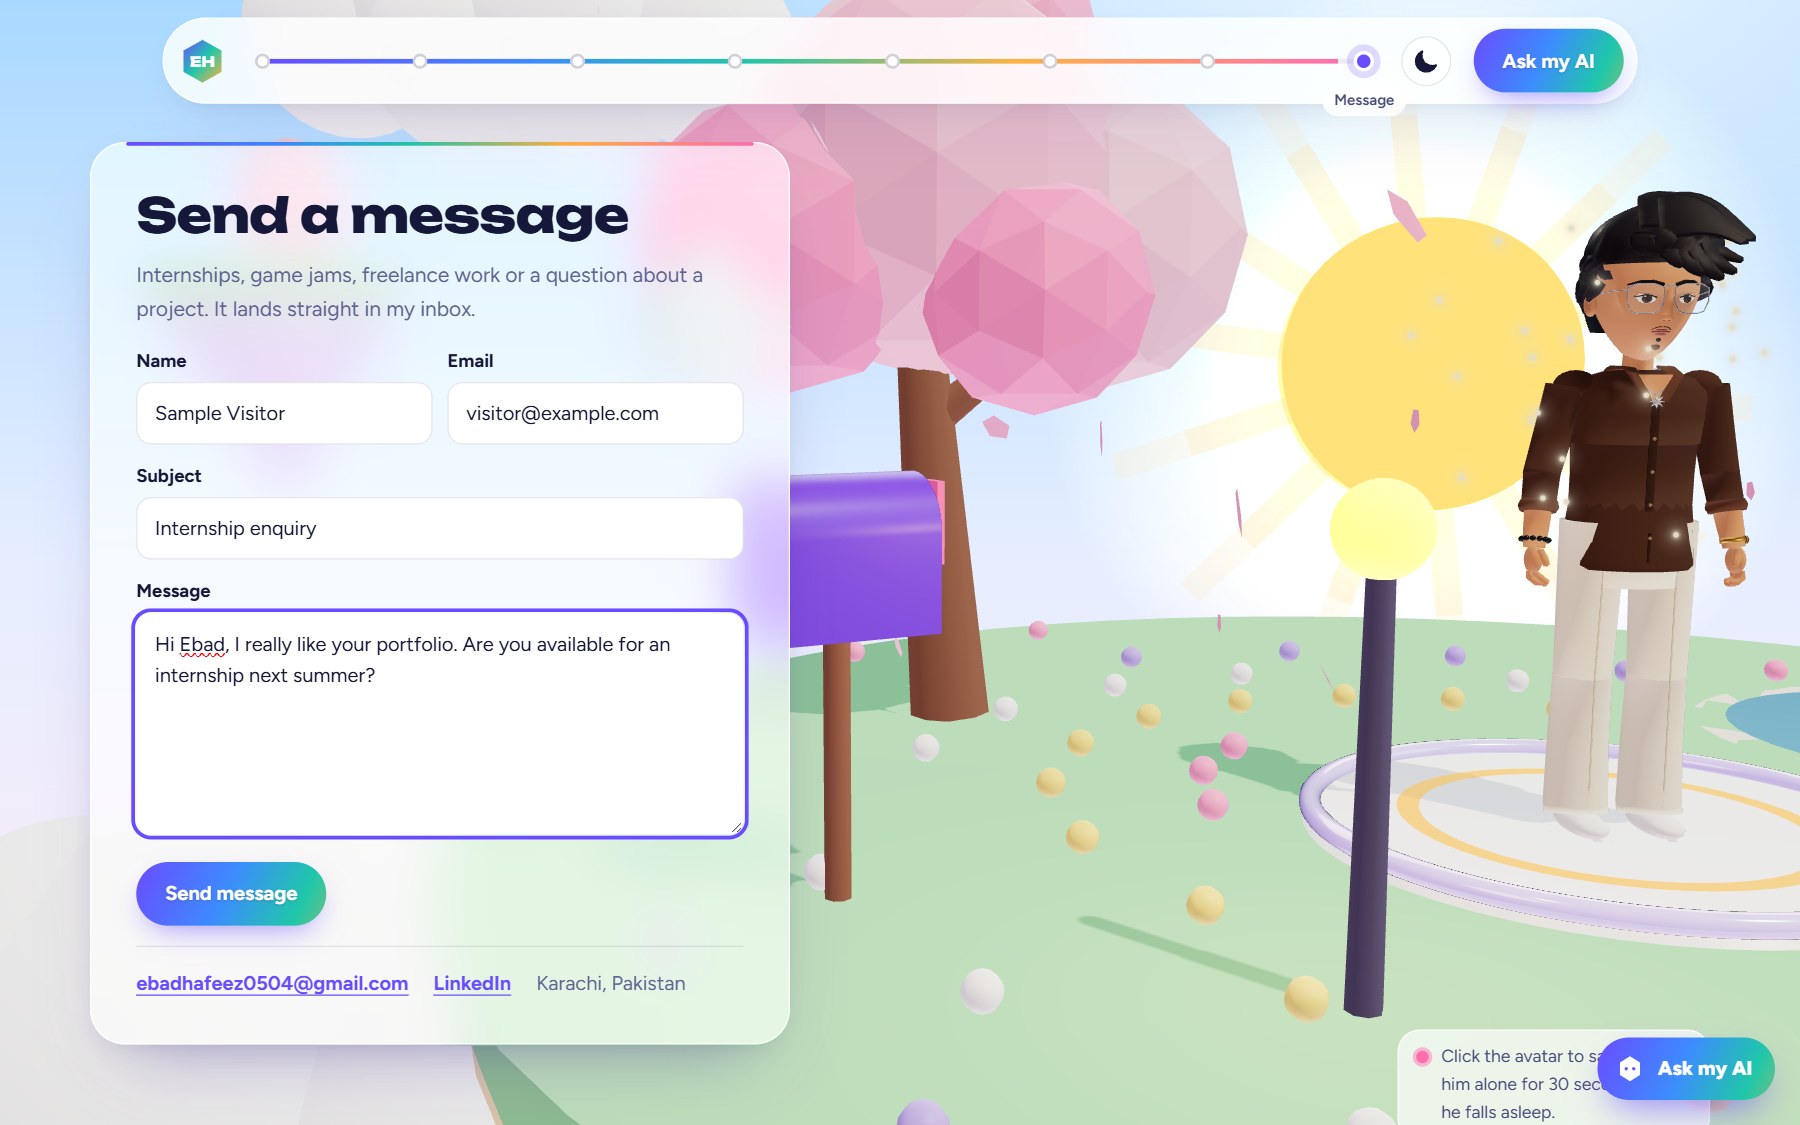 EH
Ask my AI
Message
Send a message
Internships, game jams, freelance work or a question about a
project. It lands straight in my inbox.
Name
Email
Sample Visitor
visitor@example.com
Subject
Internship enquiry
Message
Hi Ebad, I really like your portfolio. Are you available for an
internship next summer?
Send message
ebadhafeez0504@gmail.com LinkedIn Karachi, Pakistan
Click the avatar to
him alone for 30
he falls asleep.
Ask my AI